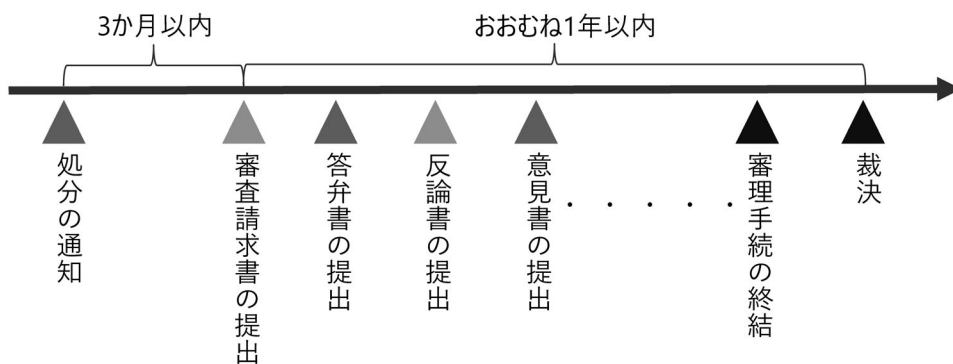 3か月以内
おおむね1年以内
処分の通知
審査請求書の提出
答弁書の提出
反論書の提出
意見書の提出
・・・・・
審理手続の終結
裁決